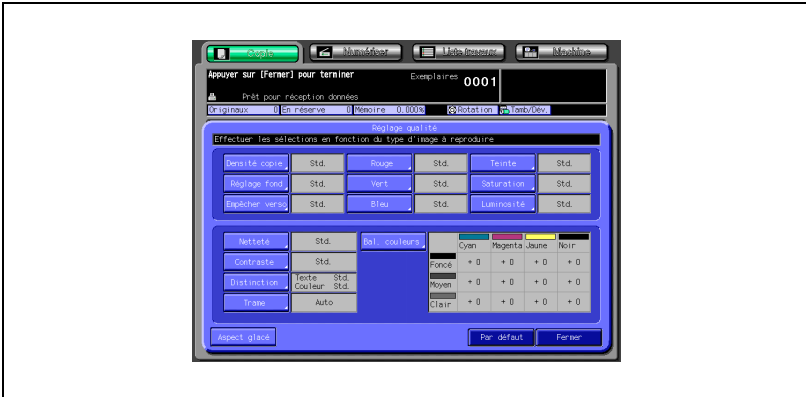 Copie Numériser Liste travaux Machine
Appuyer sur [Fermer] pour terminer
Exemplaires 0001
Prêt pour réception données
Originaux 0 En réserve 0 Mémoire 0.000% Rotation Tamb/Dév.
Réglage qualité
Effectuer les sélections en fonction du type d'image à reproduire
Densité copie Std. Rouge Std. Teinte Std.
Réglage fond Std. Vert Std. Saturation Std.
Empêcher verso Std. Bleu Std. Luminosité Std.
Netteté Std. Bal. couleurs Cyan Magenta Jaune Noir
Contraste Std. Foncé + 0 + 0 + 0 + 0
Distinction Texte Std.
Couleur Std. Moyen + 0 + 0 + 0 + 0
Trame Auto Clair + 0 + 0 + 0 + 0
Aspect glacé Par défaut Fermer